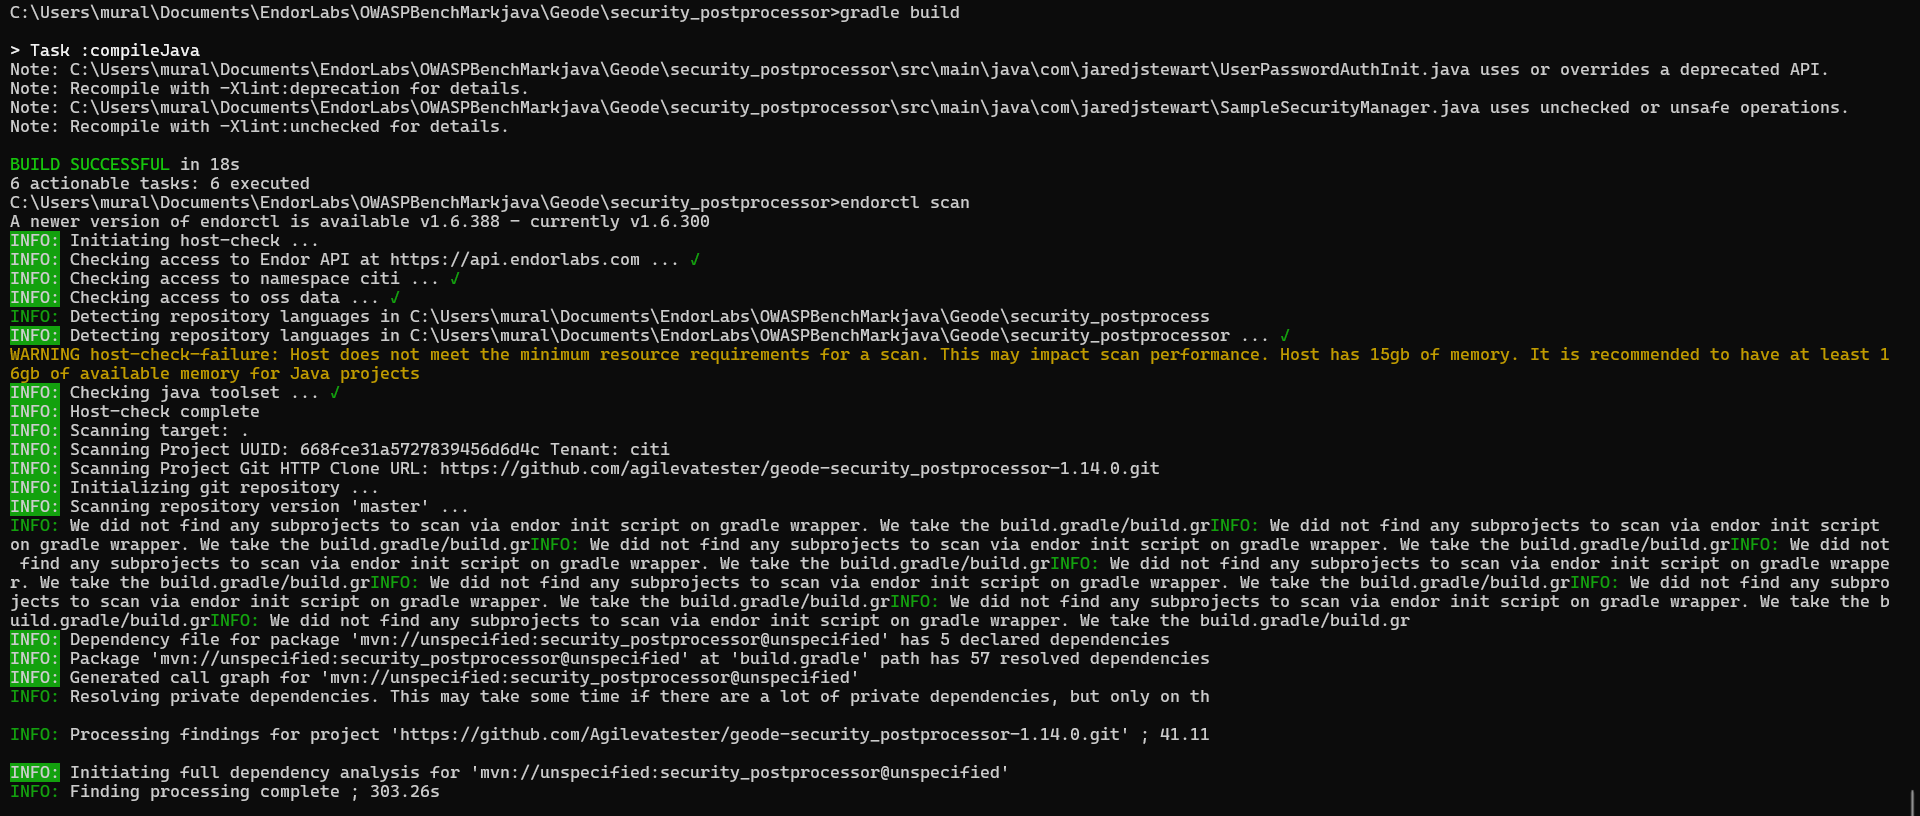 C:\Users\mural\Documents\EndorLabs\OWASPBenchMarkjava\Geode\security_postprocessor>gradle build
> Task :compileJava
Note: C:\Users\mural\Documents\EndorLabs\OWASPBenchMarkjava\Geode\security_postprocessor\src\main\java\com\jaredjstewart\UserPasswordAuthInit.java uses or overrides a deprecated API.
Note: Recompile with -Xlint:deprecation for details.
Note: C:\Users\mural\Documents\EndorLabs\OWASPBenchMarkjava\Geode\security_postprocessor\src\main\java\com\jaredjstewart\SampleSecurityManager.java uses unchecked or unsafe operations.
Note: Recompile with -Xlint:unchecked for details.
BUILD SUCCESSFUL in 18s
6 actionable tasks: 6 executed
C:\Users\mural\Documents\EndorLabs\OWASPBenchMarkjava\Geode\security_postprocessor>endorctl scan
A newer version of endorctl is available v1.6.388 - currently v1.6.300
INFO: Initiating host-check ...
INFO: Checking access to Endor API at https://api.endorlabs.com ... ✓
INFO: Checking access to namespace citi ... ✓
INFO: Checking access to oss data ... ✓
INFO: Detecting repository languages in C:\Users\mural\Documents\EndorLabs\OWASPBenchMarkjava\Geode\security_postprocess
INFO: Detecting repository languages in C:\Users\mural\Documents\EndorLabs\OWASPBenchMarkjava\Geode\security_postprocessor ... ✓
WARNING host-check-failure: Host does not meet the minimum resource requirements for a scan. This may impact scan performance. Host has 15gb of memory. It is recommended to have at least 1
6gb of available memory for Java projects
INFO: Checking java toolset ... ✓
INFO: Host-check complete
INFO: Scanning target: .
INFO: Scanning Project UUID: 668fce31a5727839456d6d4c Tenant: citi
INFO: Scanning Project Git HTTP Clone URL: https://github.com/agilevatester/geode-security_postprocessor-1.14.0.git
INFO: Initializing git repository ...
INFO: Scanning repository version 'master' ...
INFO: We did not find any subprojects to scan via endor init script on gradle wrapper. We take the build.gradle/build.grINFO: We did not find any subprojects to scan via endor init script
on gradle wrapper. We take the build.gradle/build.grINFO: We did not find any subprojects to scan via endor init script on gradle wrapper. We take the build.gradle/build.grINFO: We did not
 find any subprojects to scan via endor init script on gradle wrapper. We take the build.gradle/build.grINFO: We did not find any subprojects to scan via endor init script on gradle wrappe
r. We take the build.gradle/build.grINFO: We did not find any subprojects to scan via endor init script on gradle wrapper. We take the build.gradle/build.grINFO: We did not find any subpro
jects to scan via endor init script on gradle wrapper. We take the build.gradle/build.grINFO: We did not find any subprojects to scan via endor init script on gradle wrapper. We take the b
uild.gradle/build.grINFO: We did not find any subprojects to scan via endor init script on gradle wrapper. We take the build.gradle/build.gr
INFO: Dependency file for package 'mvn://unspecified:security_postprocessor@unspecified' has 5 declared dependencies
INFO: Package 'mvn://unspecified:security_postprocessor@unspecified' at 'build.gradle' path has 57 resolved dependencies
INFO: Generated call graph for 'mvn://unspecified:security_postprocessor@unspecified'
INFO: Resolving private dependencies. This may take some time if there are a lot of private dependencies, but only on th
INFO: Processing findings for project 'https://github.com/Agilevatester/geode-security_postprocessor-1.14.0.git' ; 41.11
INFO: Initiating full dependency analysis for 'mvn://unspecified:security_postprocessor@unspecified'
INFO: Finding processing complete ; 303.26s